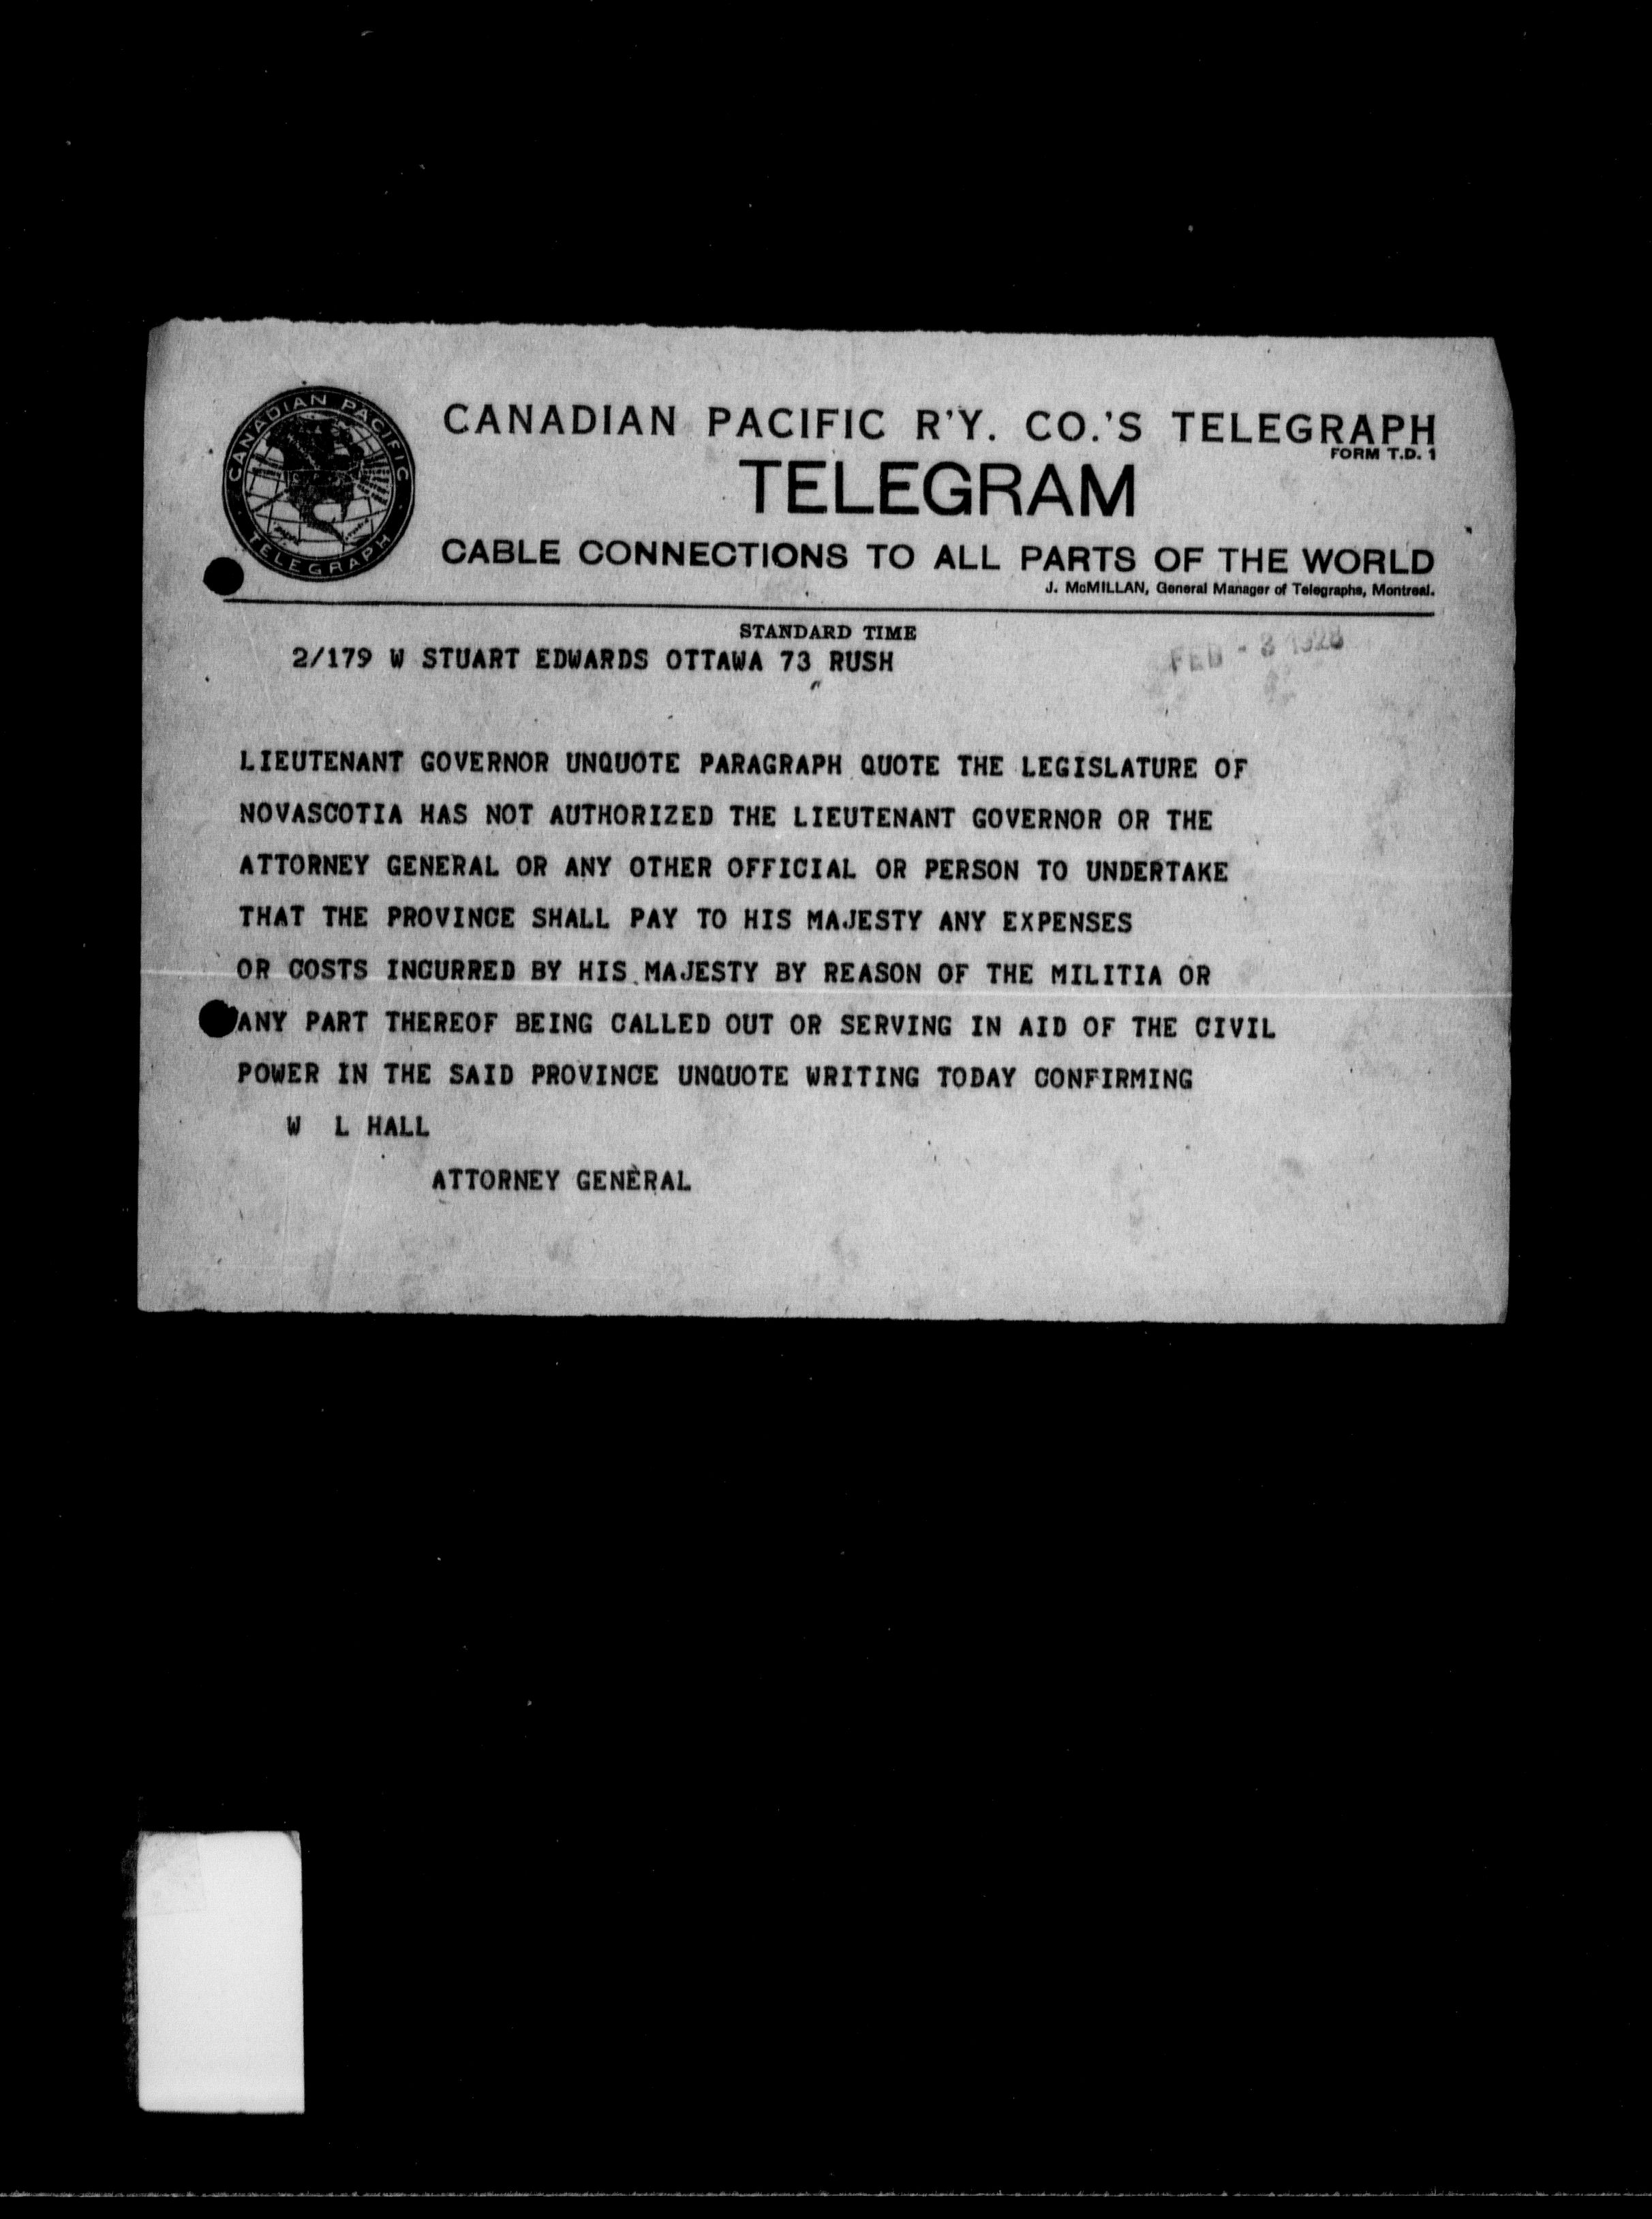 CANADIAN PACIFIC
TELEGRAPH
CANADIAN PACIFIC R'Y. CO.'S TELEGRAPH
FORM T.D. 1
TELEGRAM
CABLE CONNECTIONS TO ALL PARTS OF THE WORLD
J. McMILLAN, General Manager of Telegraphs, Montreal.
STANDARD TIME
2/179 W STUART EDWARDS OTTAWA 73 RUSH
FEB - 3
LIEUTENANT GOVERNOR UNQUOTE PARAGRAPH QUOTE THE LEGISLATURE OF
NOVASCOTIA HAS NOT AUTHORIZED THE LIEUTENANT GOVERNOR OR THE
ATTORNEY GENERAL OR ANY OTHER OFFICIAL OR PERSON TO UNDERTAKE
THAT THE PROVINCE SHALL PAY TO HIS MAJESTY ANY EXPENSES
OR COSTS INCURRED BY HIS MAJESTY BY REASON OF THE MILITIA OR
ANY PART THEREOF BEING CALLED OUT OR SERVING IN AID OF THE CIVIL
POWER IN THE SAID PROVINCE UNQUOTE WRITING TODAY CONFIRMING
W L HALL
ATTORNEY GENERAL